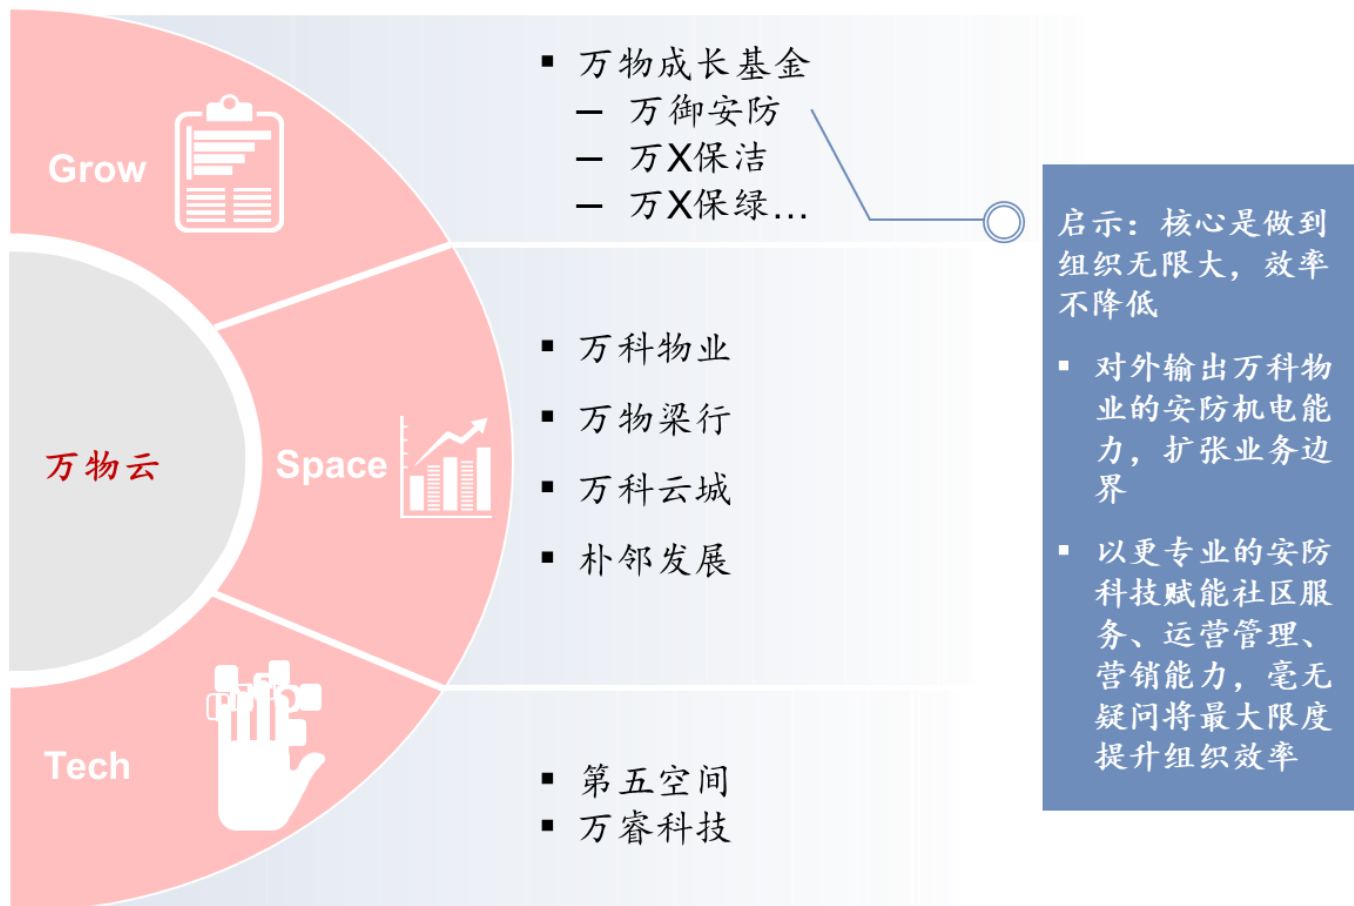 Grow
▪ 万物成长基金
– 万御安防
– 万X保洁
– 万X保绿…
万物云
Space
▪ 万科物业
▪ 万物梁行
▪ 万科云城
▪ 朴邻发展
Tech
▪ 第五空间
▪ 万睿科技
启示：核心是做到
组织无限大，效率
不降低
▪ 对外输出万科物
业的安防机电能
力，扩张业务边
界
▪ 以更专业的安防
科技赋能社区服
务、运营管理、
营销能力，毫无
疑问将最大限度
提升组织效率